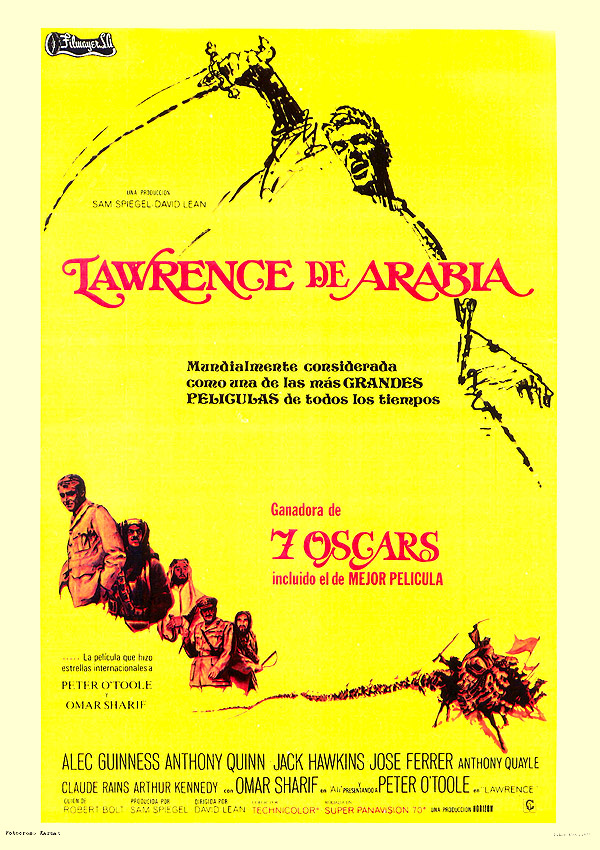 Filmayer S.A.
UNA PRODUCCION
SAM SPIEGEL-DAVID LEAN
LAWRENCE DE ARABIA
Mundialmente considerada
como una de las más GRANDES
PELICULAS de todos los tiempos
Ganadora de
7 OSCARS
incluido el de MEJOR PELICULA
..... La película que hizo
estrellas internacionales a
PETER O'TOOLE
Y
OMAR SHARIF
ALEC GUINNESS ANTHONY QUINN JACK HAWKINS JOSE FERRER ANTHONY QUAYLE
CLAUDE RAINS ARTHUR KENNEDY con OMAR SHARIF en "Ali" Y PRESENTANDO A PETER O'TOOLE en "LAWRENCE"
GUION DE PRODUCIDA POR DIRIGIDA POR
ROBERT BOLT SAM SPIEGEL DAVID LEAN TECHNICOLOR® SUPER PANAVISION 70® UNA PRODUCCION HORIZON